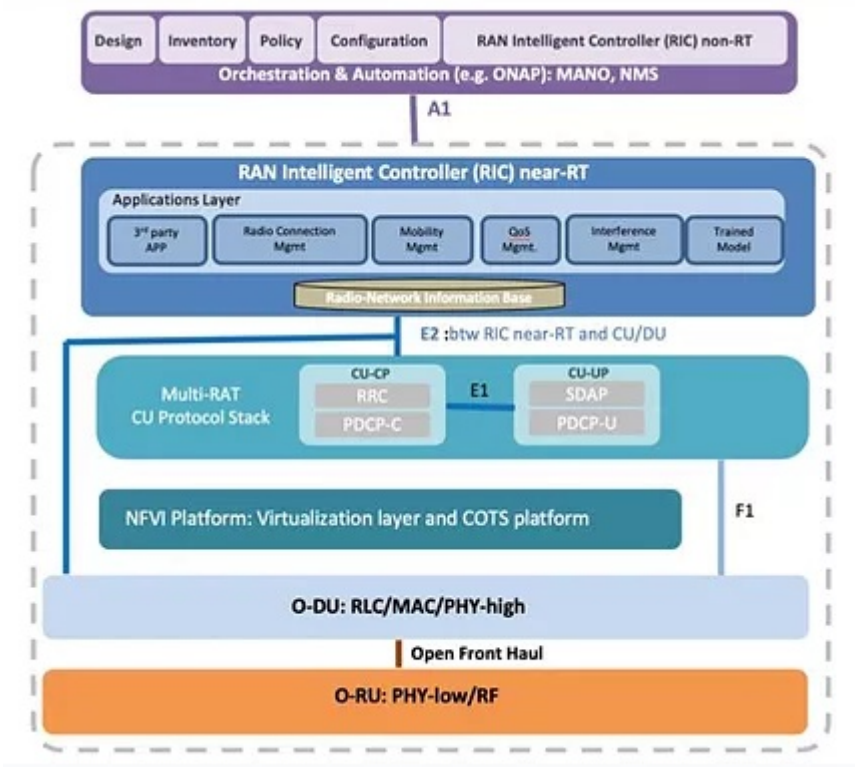 Design
Inventory
Policy
Configuration
RAN Intelligent Controller (RIC) non-RT
Orchestration & Automation (e.g. ONAP): MANO, NMS
A1
RAN Intelligent Controller (RIC) near-RT
Applications Layer
3rd party
APP
Radio Connection
Mgmt
Mobility
Mgmt
QoS
Mgmt.
Interference
Mgmt
Trained
Model
Radio-Network Information Base
E2 :btw RIC near-RT and CU/DU
Multi-RAT
CU Protocol Stack
CU-CP
RRC
PDCP-C
E1
CU-UP
SDAP
PDCP-U
NFVI Platform: Virtualization layer and COTS platform
F1
O-DU: RLC/MAC/PHY-high
Open Front Haul
O-RU: PHY-low/RF